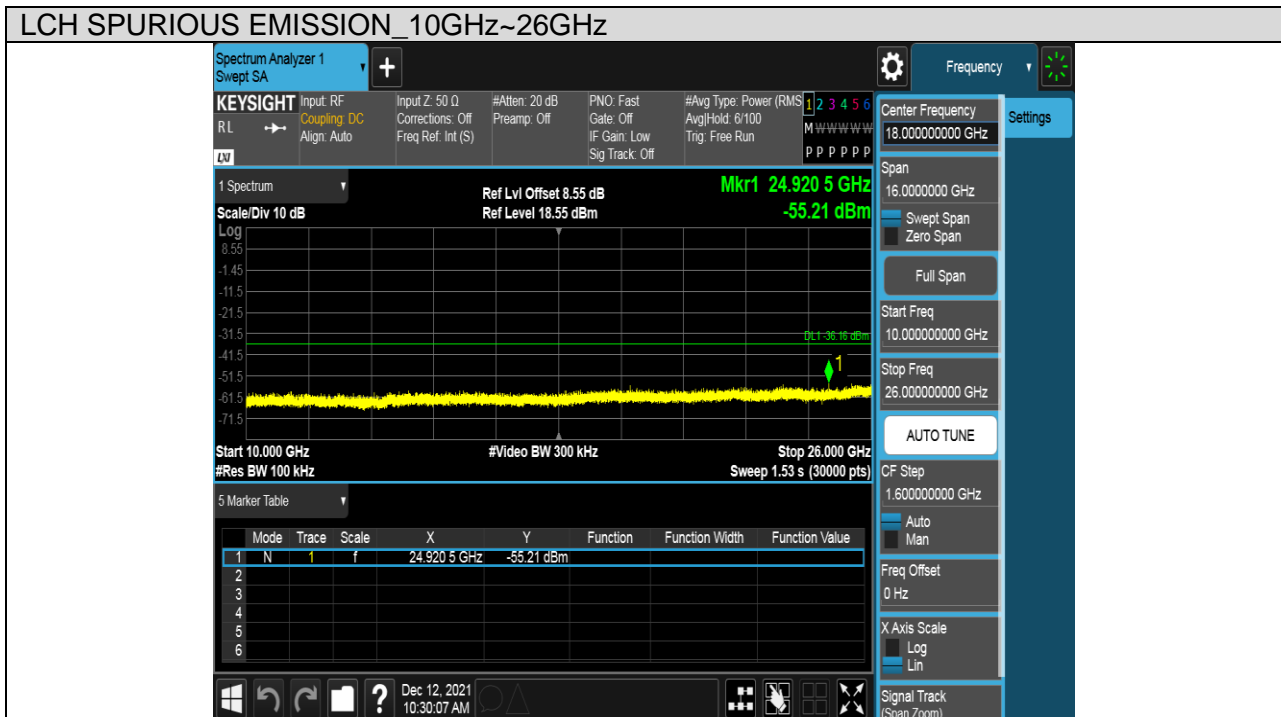 LCH SPURIOUS EMISSION_10GHz~26GHz
Spectrum Analyzer 1
Swept SA
Frequency
KEYSIGHT
RL
LXI
Input: RF
Coupling: DC
Align: Auto
Input Z: 50 Ω
Corrections: Off
Freq Ref: Int (S)
#Atten: 20 dB
Preamp: Off
PNO: Fast
Gate: Off
IF Gain: Low
Sig Track: Off
#Avg Type: Power (RMS
Avg|Hold: 6/100
Trig: Free Run
1 2 3 4 5 6
M W W W W W
P P P P P P
1 Spectrum
Scale/Div 10 dB
Ref Lvl Offset 8.55 dB
Ref Level 18.55 dBm
Mkr1 24.920 5 GHz
-55.21 dBm
Log
8.55
-1.45
-11.5
-21.5
-31.5
-41.5
-51.5
-61.5
-71.5
DL1 -36.16 dBm
1
Start 10.000 GHz
#Video BW 300 kHz
Stop 26.000 GHz
#Res BW 100 kHz
Sweep 1.53 s (30000 pts)
5 Marker Table
Mode Trace Scale X Y Function Function Width Function Value
1 N 1 f 24.920 5 GHz -55.21 dBm
2
3
4
5
6
Dec 12, 2021
10:30:07 AM
Center Frequency
18.000000000 GHz
Settings
Span
16.0000000 GHz
Swept Span
Zero Span
Full Span
Start Freq
10.000000000 GHz
Stop Freq
26.000000000 GHz
AUTO TUNE
CF Step
1.600000000 GHz
Auto
Man
Freq Offset
0 Hz
X Axis Scale
Log
Lin
Signal Track
(Span Zoom)